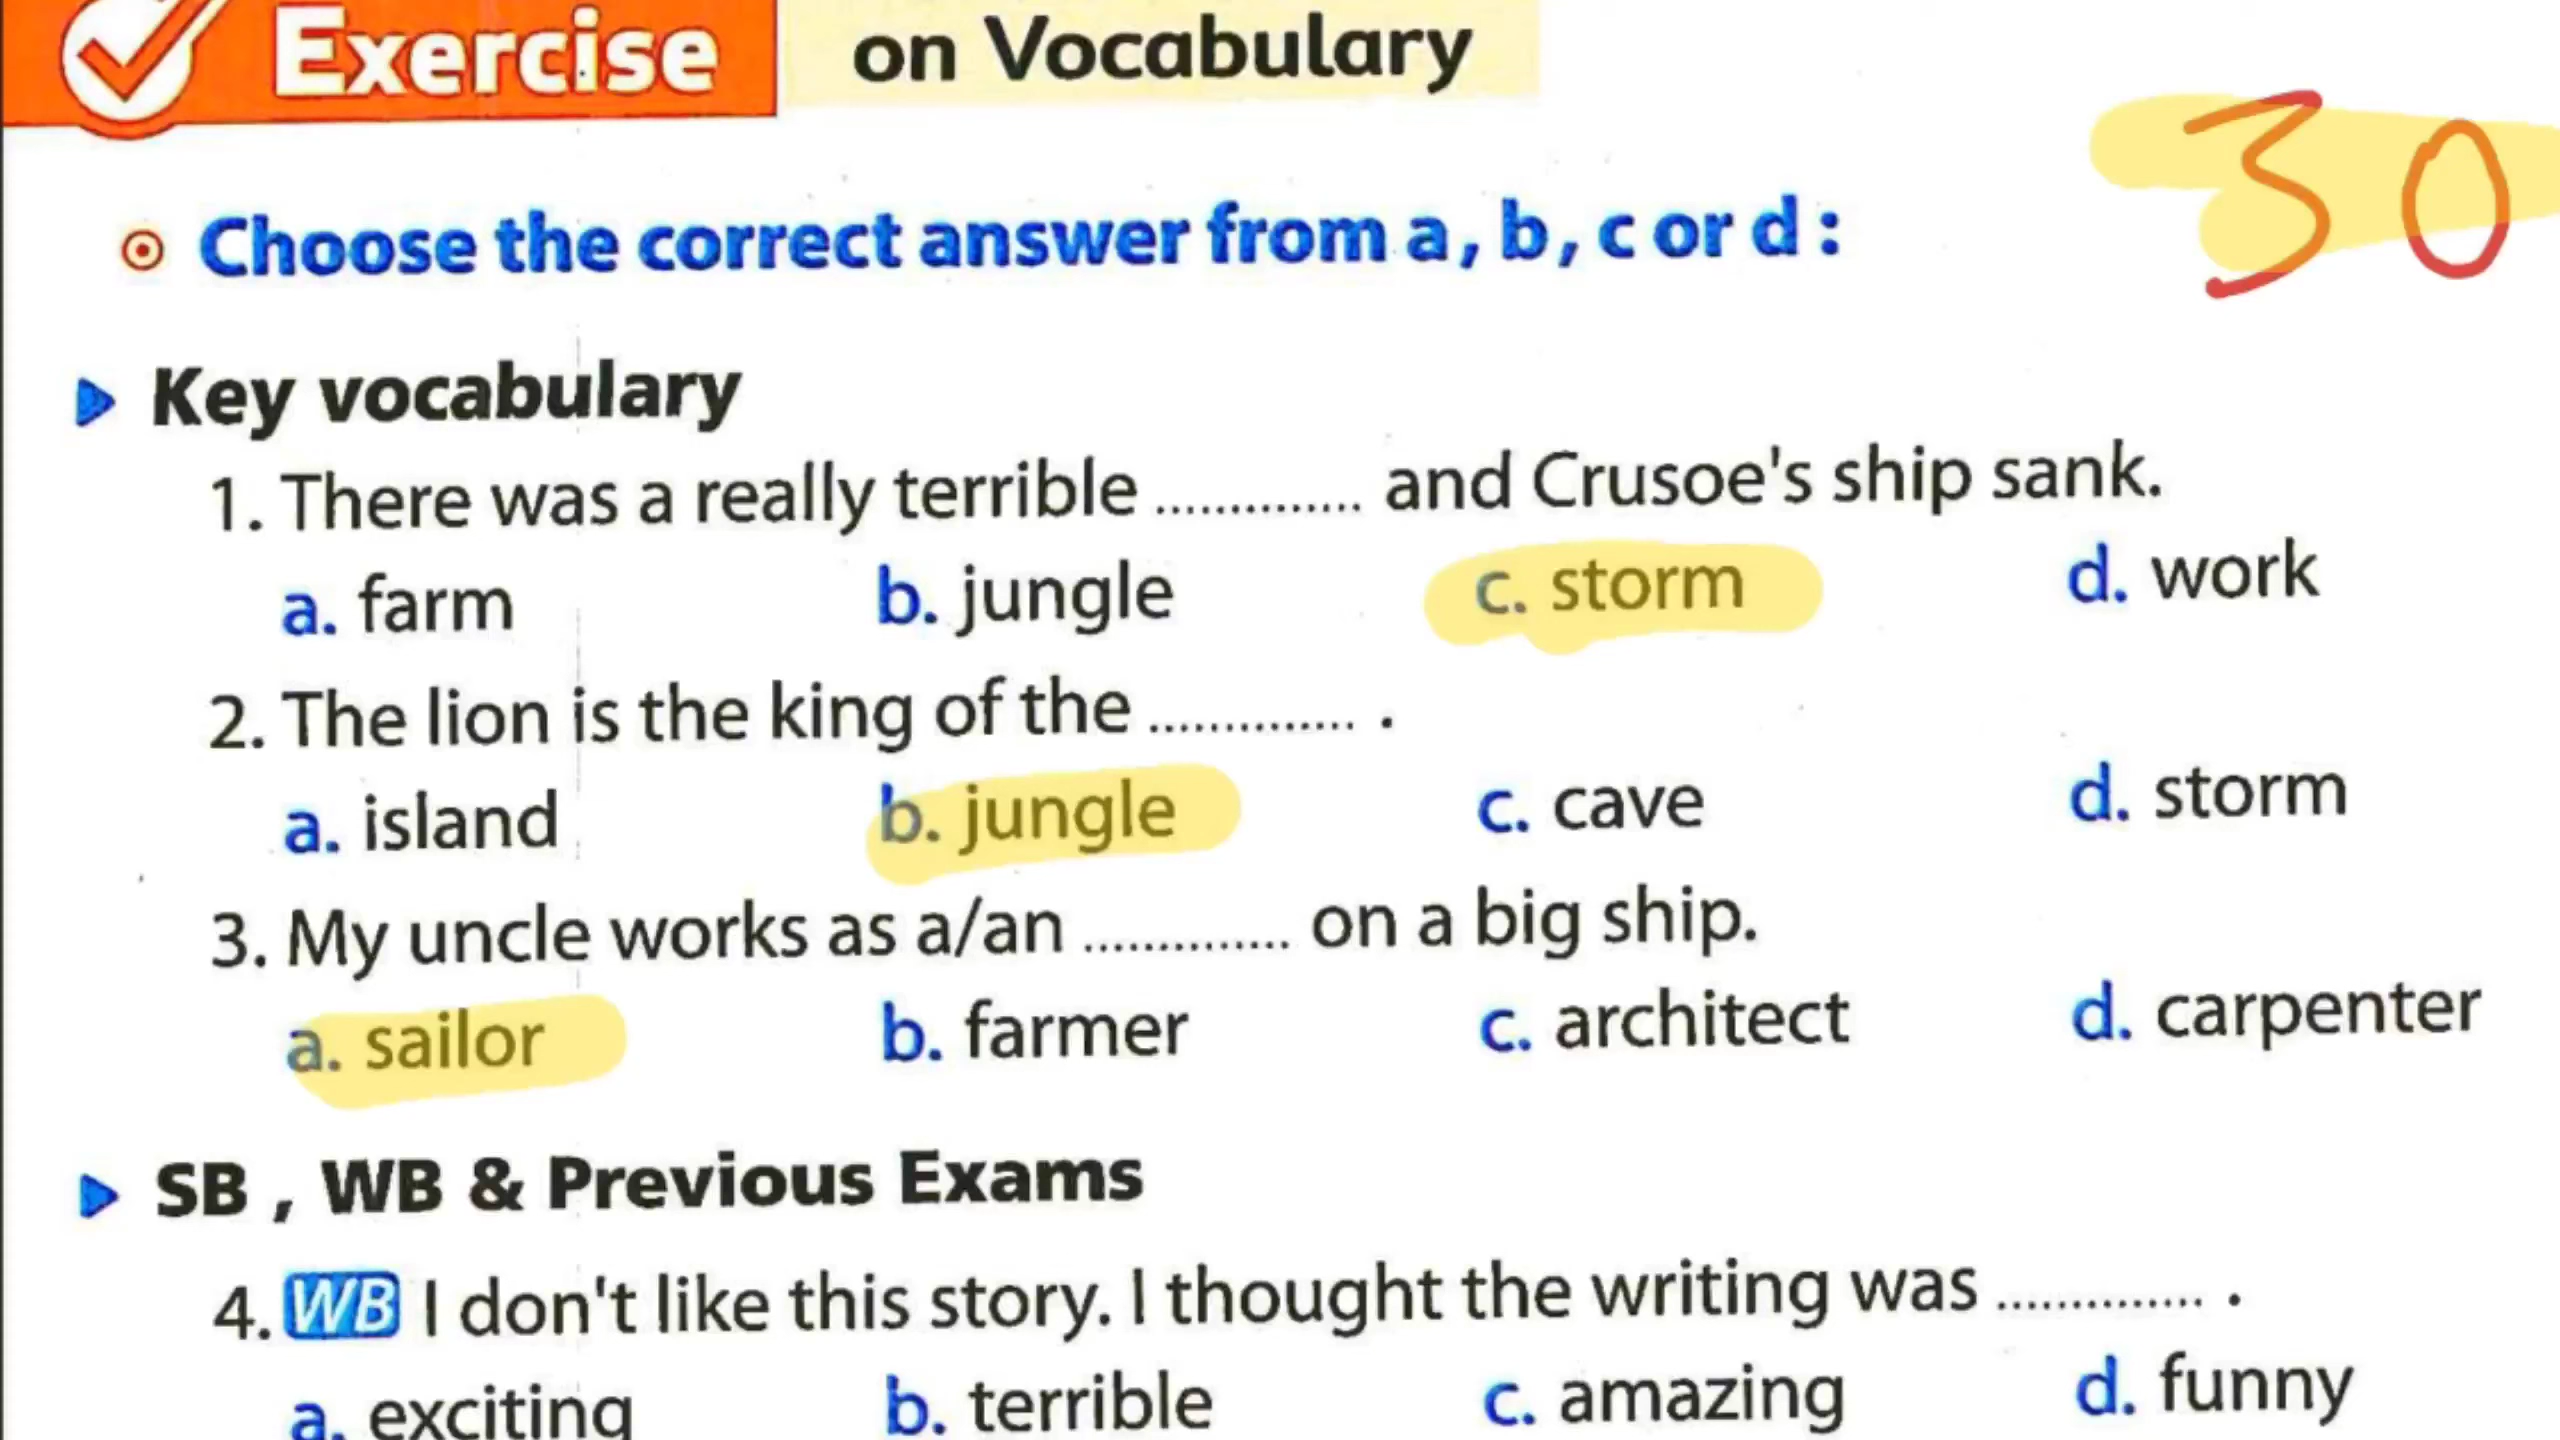 Exercise on Vocabulary
30
Choose the correct answer from a, b, c or d :
Key vocabulary
1. There was a really terrible .............. and Crusoe's ship sank.
a. farm b. jungle c. storm d. work
2. The lion is the king of the .............. .
a. island b. jungle c. cave d. storm
3. My uncle works as a/an .............. on a big ship.
a. sailor b. farmer c. architect d. carpenter
SB , WB & Previous Exams
4. WB I don't like this story. I thought the writing was .............. .
a. exciting b. terrible c. amazing d. funny